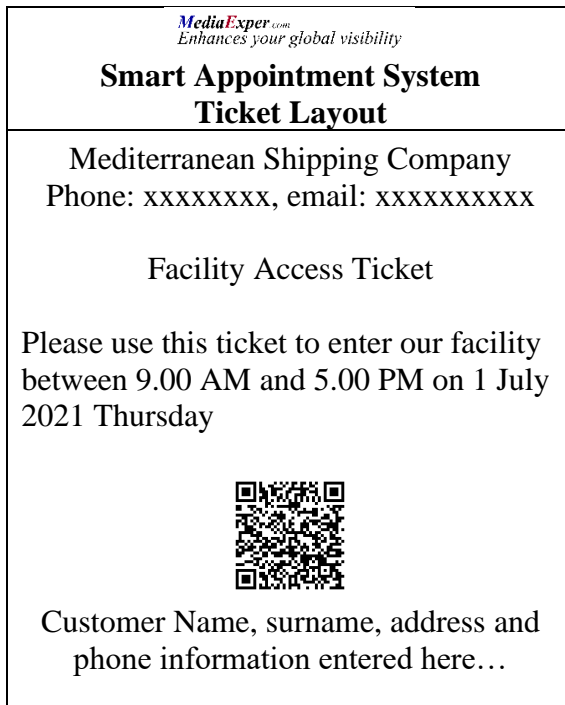 MediaExper.com
Enhances your global visibility
Smart Appointment System
Ticket Layout
Mediterranean Shipping Company
Phone: xxxxxxxx, email: xxxxxxxxxx
Facility Access Ticket
Please use this ticket to enter our facility
between 9.00 AM and 5.00 PM on 1 July
2021 Thursday
Customer Name, surname, address and
phone information entered here…